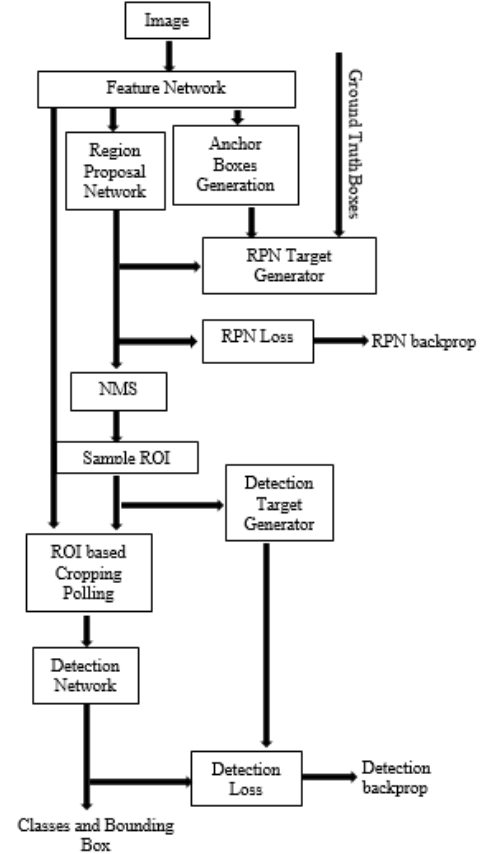 Image
Feature Network
Ground Truth Boxes
Region
Proposal
Network
Anchor
Boxes
Generation
RPN Target
Generator
RPN Loss
RPN backprop
NMS
Sample ROI
Detection
Target
Generator
ROI based
Cropping
Polling
Detection
Network
Detection
Loss
Detection
backprop
Classes and Bounding
Box